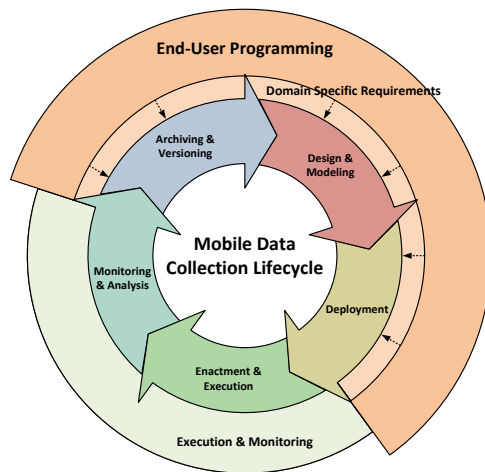 End-User Programming
Domain Specific Requirements
Archiving &
Versioning
Design &
Modeling
Mobile Data
Collection Lifecycle
Monitoring
& Analysis
Deployment
Enactment &
Execution
Execution & Monitoring